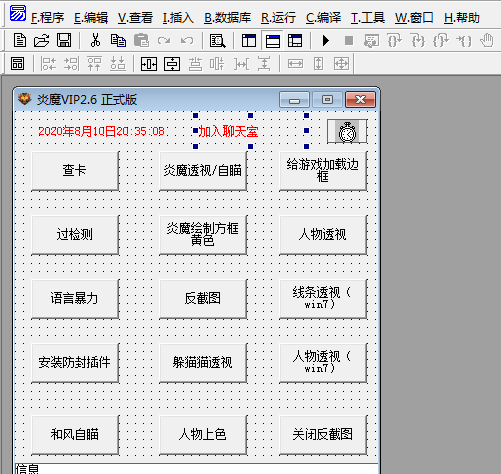 F.程序 E.编辑 V.查看 I.插入 B.数据库 R.运行 C.编译 T.工具 W.窗口 H.帮助
炎魔VIP2.6 正式版
2020年8月10日20:35:08 加入聊天室
查卡 炎魔透视/自瞄 给游戏加载边
框
过检测 炎魔绘制方框
黄色 人物透视
语言暴力 反截图 线条透视（
win7）
安装防封插件 躲猫猫透视 人物透视（
win7）
和风自瞄 人物上色 关闭反截图
信息